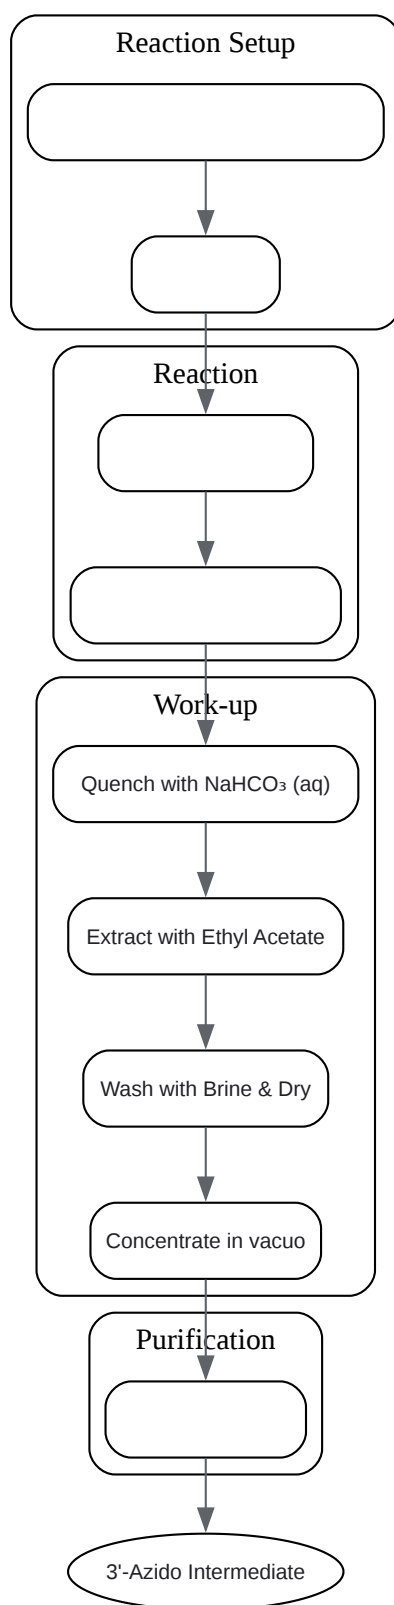 Reaction Setup
Reaction
Work-up
Quench with NaHCO₃ (aq)
Extract with Ethyl Acetate
Wash with Brine & Dry
Concentrate in vacuo
Purification
3'-Azido Intermediate